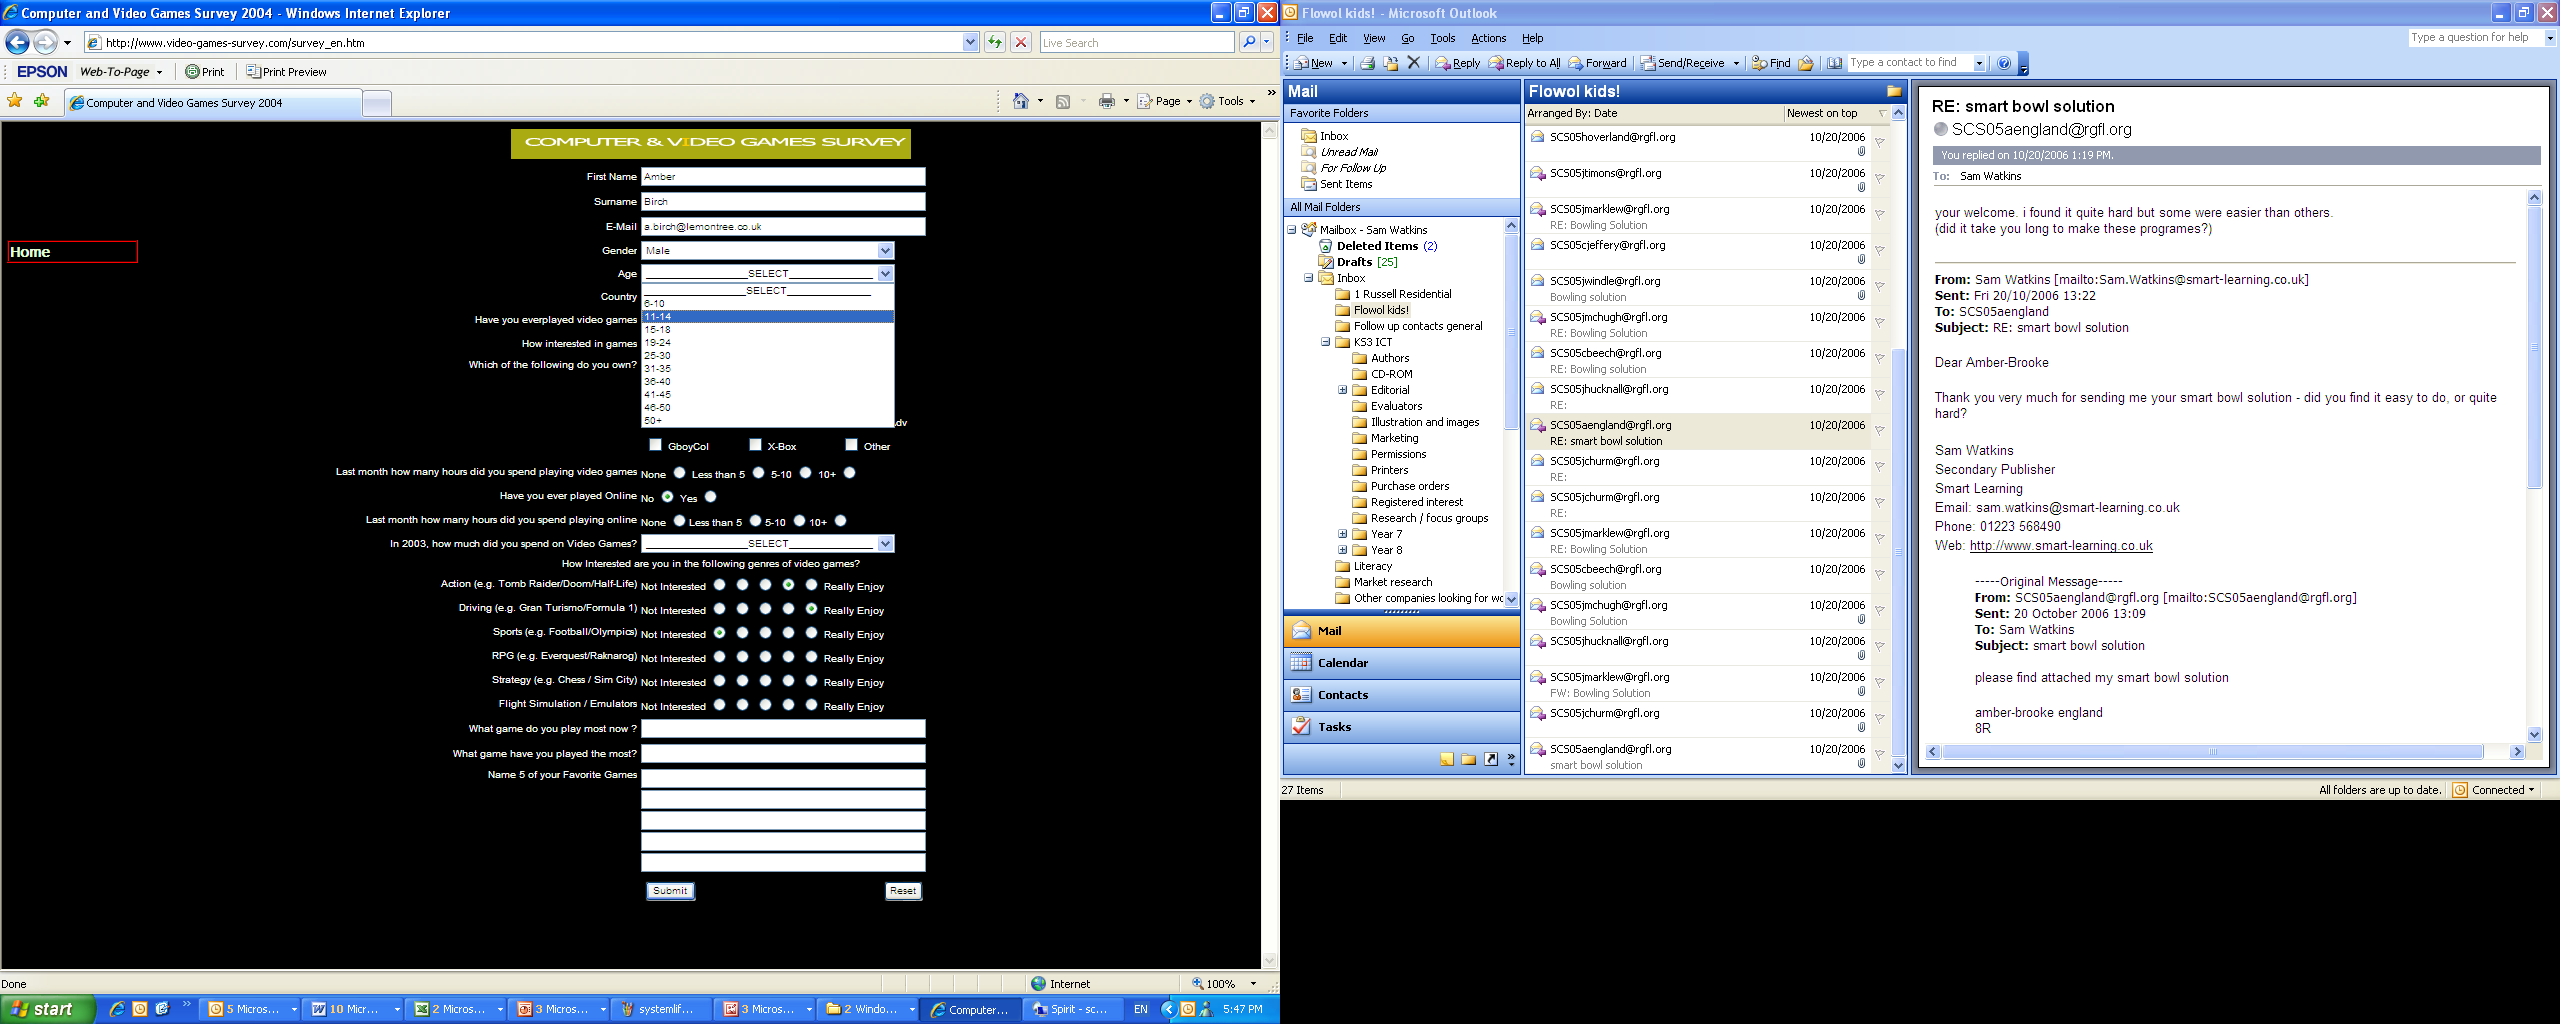 Computer and Video Games Survey 2004 - Windows Internet Explorer
http://www.video-games-survey.com/survey_en.htm
Live Search
EPSON Web-To-Page Print Print Preview
Computer and Video Games Survey 2004
Page Tools
COMPUTER & VIDEO GAMES SURVEY
Home
First Name Amber
Surname Birch
E-Mail a.birch@lemontree.co.uk
Gender Male
Age SELECT
SELECT
Country
6-10
11-14
Have you everplayed video games
15-18
How interested in games
19-24
25-30
Which of the following do you own?
31-35
36-40
41-45
46-50
50+
.dv
GboyCol X-Box Other
Last month how many hours did you spend playing video games None Less than 5 5-10 10+
Have you ever played Online No Yes
Last month how many hours did you spend playing online None Less than 5 5-10 10+
In 2003, how much did you spend on Video Games? SELECT
How Interested are you in the following genres of video games?
Action (e.g. Tomb Raider/Doom/Half-Life) Not Interested Really Enjoy
Driving (e.g. Gran Turismo/Formula 1) Not Interested Really Enjoy
Sports (e.g. Football/Olympics) Not Interested Really Enjoy
RPG (e.g. Everquest/Raknarog) Not Interested Really Enjoy
Strategy (e.g. Chess / Sim City) Not Interested Really Enjoy
Flight Simulation / Emulators Not Interested Really Enjoy
What game do you play most now ?
What game have you played the most?
Name 5 of your Favorite Games
Submit Reset
Done Internet 100%
start 5 Micros... 10 Micr... 2 Micros... 3 Micros... systemlif... 3 Micros... 2 Windo... Computer... Spirit - sc... EN 5:47 PM
Flowol kids! - Microsoft Outlook
File Edit View Go Tools Actions Help Type a question for help
New Reply Reply to All Forward Send/Receive Find Type a contact to find
Mail
Favorite Folders
Inbox
Unread Mail
For Follow Up
Sent Items
All Mail Folders
Mailbox - Sam Watkins
Deleted Items (2)
Drafts [25]
Inbox
1 Russell Residential
Flowol kids!
Follow up contacts general
KS3 ICT
Authors
CD-ROM
Editorial
Evaluators
Illustration and images
Marketing
Permissions
Printers
Purchase orders
Registered interest
Research / focus groups
Year 7
Year 8
Literacy
Market research
Other companies looking for wo
Mail
Calendar
Contacts
Tasks
27 Items
Flowol kids!
Arranged By: Date Newest on top
SCS05hoverland@rgfl.org 10/20/2006
SCS05jtimons@rgfl.org 10/20/2006
SCS05jmarklew@rgfl.org 10/20/2006
RE: Bowling Solution
SCS05cjeffery@rgfl.org 10/20/2006
SCS05jwindle@rgfl.org 10/20/2006
Bowling solution
SCS05jmchugh@rgfl.org 10/20/2006
RE: Bowling Solution
SCS05cbeech@rgfl.org 10/20/2006
RE: Bowling solution
SCS05jhucknall@rgfl.org 10/20/2006
RE:
SCS05aengland@rgfl.org 10/20/2006
RE: smart bowl solution
SCS05jchurm@rgfl.org 10/20/2006
RE:
SCS05jchurm@rgfl.org 10/20/2006
RE:
SCS05jmarklew@rgfl.org 10/20/2006
RE: Bowling Solution
SCS05cbeech@rgfl.org 10/20/2006
Bowling solution
SCS05jmchugh@rgfl.org 10/20/2006
Bowling Solution
SCS05jhucknall@rgfl.org 10/20/2006
SCS05jmarklew@rgfl.org 10/20/2006
FW: Bowling Solution
SCS05jchurm@rgfl.org 10/20/2006
SCS05aengland@rgfl.org 10/20/2006
smart bowl solution
RE: smart bowl solution
SCS05aengland@rgfl.org
You replied on 10/20/2006 1:19 PM.
To: Sam Watkins
your welcome. i found it quite hard but some were easier than others.
(did it take you long to make these programes?)
From: Sam Watkins [mailto:Sam.Watkins@smart-learning.co.uk]
Sent: Fri 20/10/2006 13:22
To: SCS05aengland
Subject: RE: smart bowl solution
Dear Amber-Brooke
Thank you very much for sending me your smart bowl solution - did you find it easy to do, or quite
hard?
Sam Watkins
Secondary Publisher
Smart Learning
Email: sam.watkins@smart-learning.co.uk
Phone: 01223 568490
Web: http://www.smart-learning.co.uk
-----Original Message-----
From: SCS05aengland@rgfl.org [mailto:SCS05aengland@rgfl.org]
Sent: 20 October 2006 13:09
To: Sam Watkins
Subject: smart bowl solution
please find attached my smart bowl solution
amber-brooke england
8R
All folders are up to date. Connected